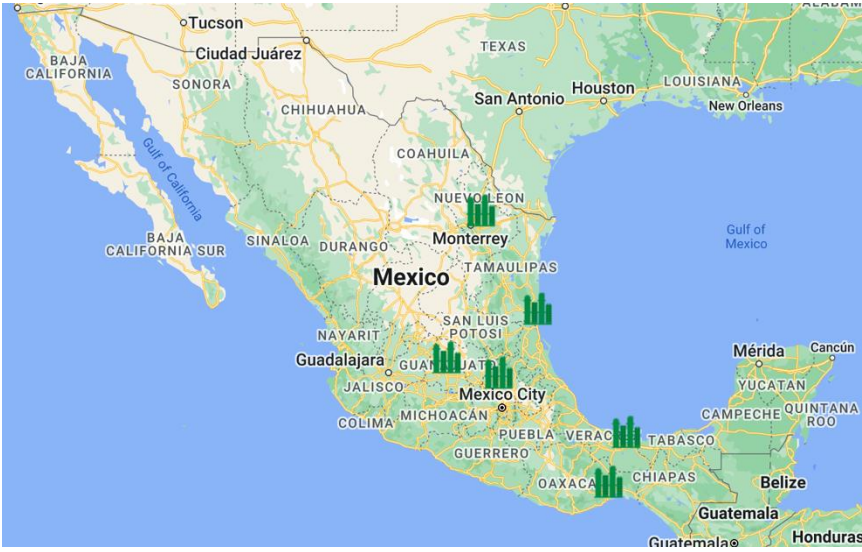 ALABAMA
Tucson
Ciudad Juárez
BAJA
CALIFORNIA
SONORA
TEXAS
LOUISIANA
Houston
San Antonio
New Orleans
CHIHUAHUA
COAHUILA
Gulf of California
NUEVO LEON
Monterrey
Gulf of
Mexico
BAJA
CALIFORNIA SUR
SINALOA
DURANGO
Mexico
TAMAULIPAS
SAN LUIS
POTOSI
NAYARIT
Guadalajara
JALISCO
Mérida
Cancún
YUCATAN
Mexico City
COLIMA
MICHOACÁN
CAMPECHE
QUINTANA
ROO
PUEBLA
VERAC
TABASCO
GUERRERO
OAXACA
CHIAPAS
Belize
Guatemala
Honduras
Guatemala